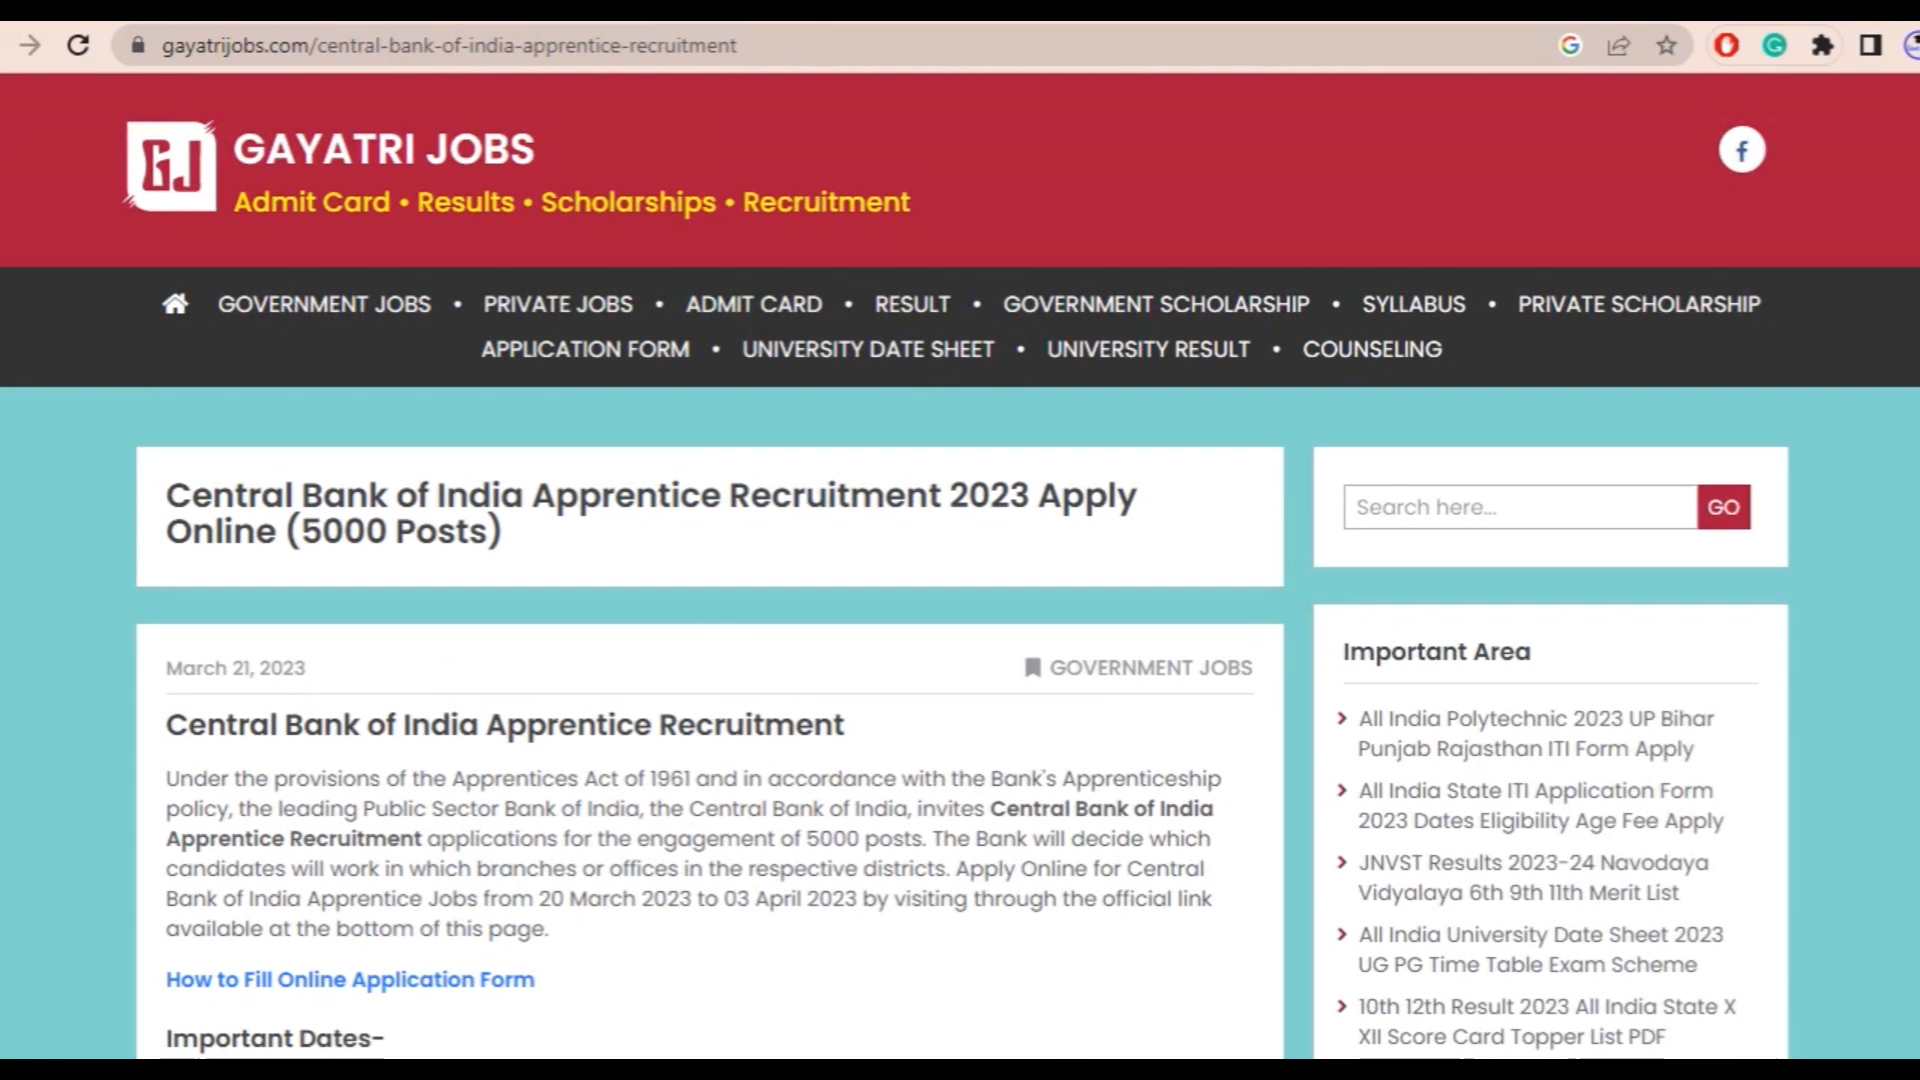 gayatrijobs.com/central-bank-of-india-apprentice-recruitment
GJ
GAYATRI JOBS
Admit Card • Results • Scholarships • Recruitment
GOVERNMENT JOBS • PRIVATE JOBS • ADMIT CARD • RESULT • GOVERNMENT SCHOLARSHIP • SYLLABUS • PRIVATE SCHOLARSHIP
APPLICATION FORM • UNIVERSITY DATE SHEET • UNIVERSITY RESULT • COUNSELING
Central Bank of India Apprentice Recruitment 2023 Apply
Online (5000 Posts)
March 21, 2023
GOVERNMENT JOBS
Central Bank of India Apprentice Recruitment
Under the provisions of the Apprentices Act of 1961 and in accordance with the Bank's Apprenticeship
policy, the leading Public Sector Bank of India, the Central Bank of India, invites Central Bank of India
Apprentice Recruitment applications for the engagement of 5000 posts. The Bank will decide which
candidates will work in which branches or offices in the respective districts. Apply Online for Central
Bank of India Apprentice Jobs from 20 March 2023 to 03 April 2023 by visiting through the official link
available at the bottom of this page.
How to Fill Online Application Form
Important Dates-
Search here...
GO
Important Area
All India Polytechnic 2023 UP Bihar
Punjab Rajasthan ITI Form Apply
All India State ITI Application Form
2023 Dates Eligibility Age Fee Apply
JNVST Results 2023-24 Navodaya
Vidyalaya 6th 9th 11th Merit List
All India University Date Sheet 2023
UG PG Time Table Exam Scheme
10th 12th Result 2023 All India State X
XII Score Card Topper List PDF